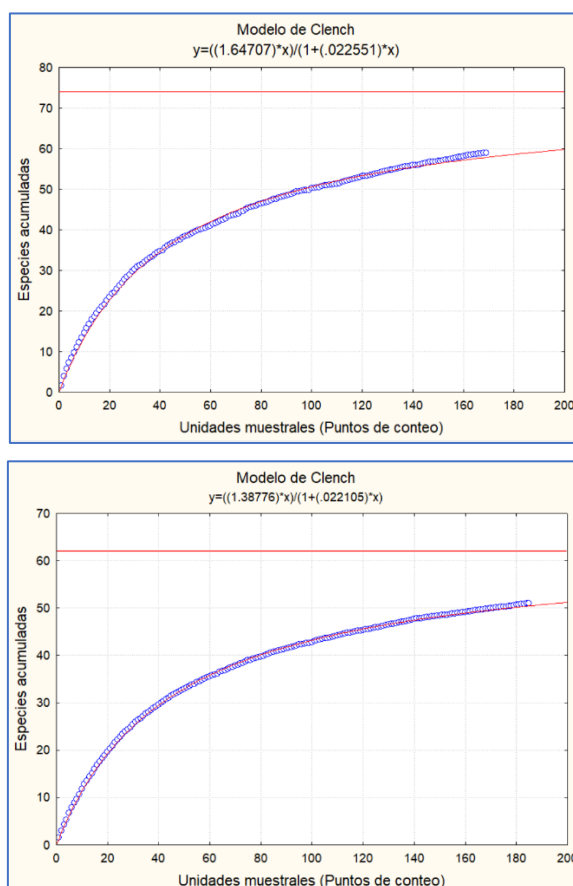 Modelo de Clench
y=((1.64707)*x)/(1+(.022551)*x)
80
70
60
50
40
30
20
10
0
Especies acumuladas
0 20 40 60 80 100 120 140 160 180 200
Unidades muestrales (Puntos de conteo)
Modelo de Clench
y=((1.38776)*x)/(1+(.022105)*x)
70
60
50
40
30
20
10
0
Especies acumuladas
0 20 40 60 80 100 120 140 160 180 200
Unidades muestrales (Puntos de conteo)